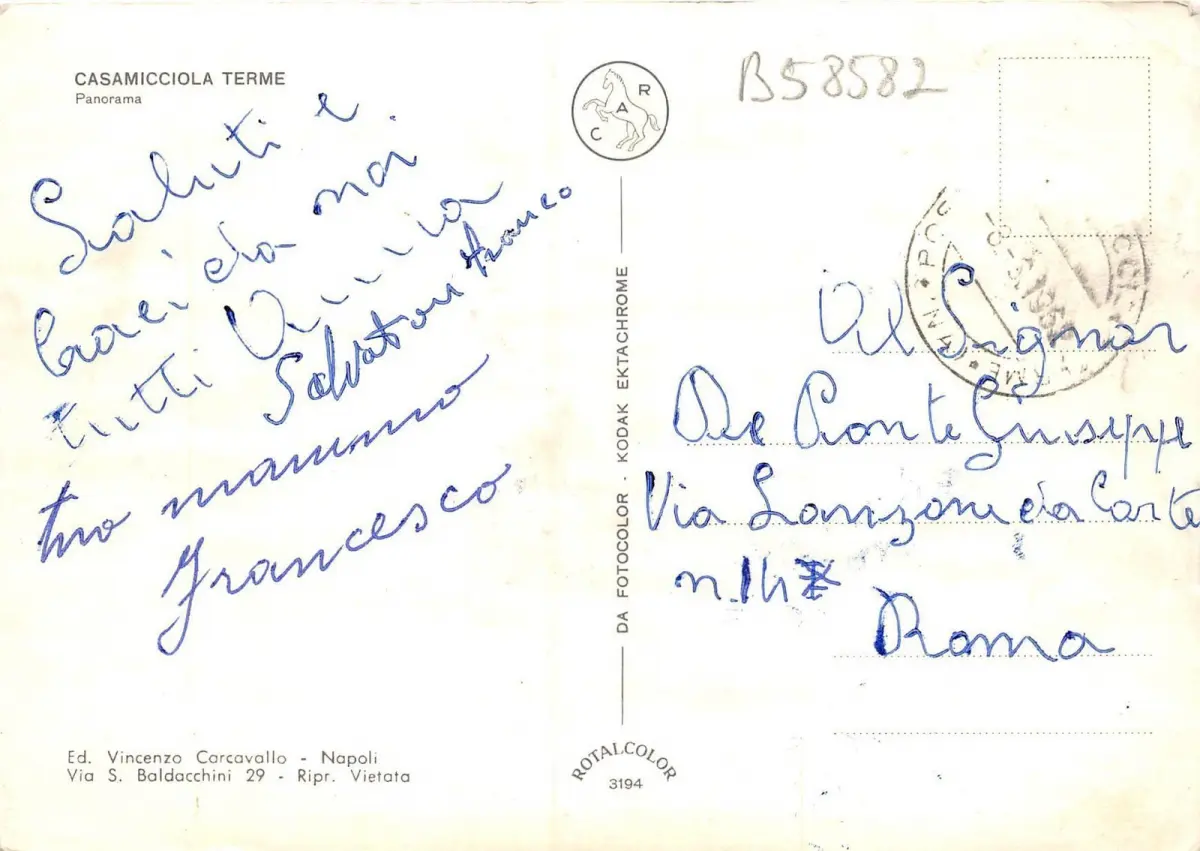 CASAMICCIOLA TERME
Panorama
Saluti e
baci da noi.
tutti
Salvatore Franco
tuo mammo
Francesco
Ed. Vincenzo Carcavallo - Napoli
Via S. Baldacchini 29 - Ripr. Vietata
C A R
DA FOTOCOLOR - KODAK EKTACHROME
ROTALCOLOR
3194
B58582
Al Signor
De Ponte Giuseppe
Via Lanzone da Corte
n. 14
Roma